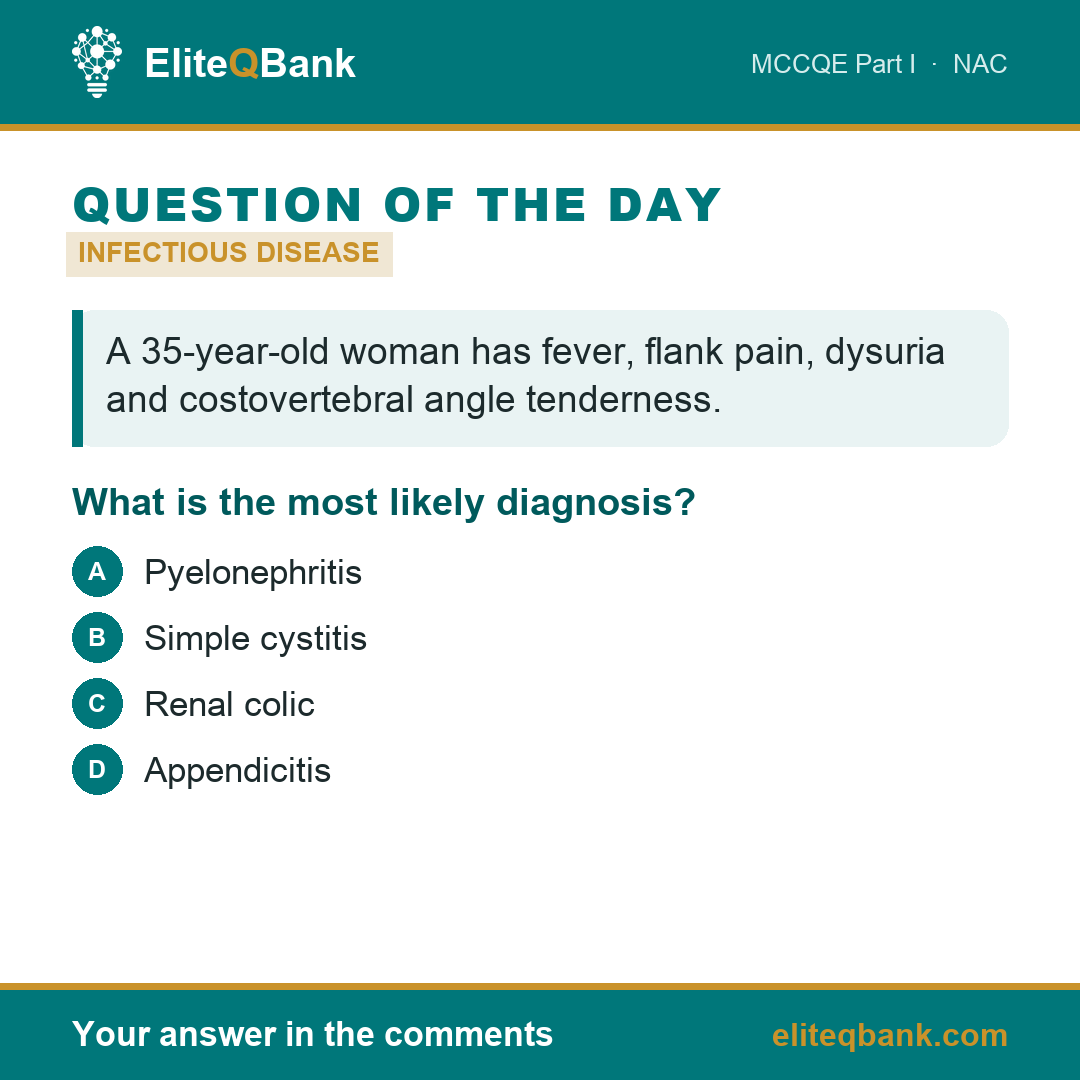 EliteQBank
MCCQE Part I · NAC
QUESTION OF THE DAY
INFECTIOUS DISEASE
A 35-year-old woman has fever, flank pain, dysuria
and costovertebral angle tenderness.
What is the most likely diagnosis?
A Pyelonephritis
B Simple cystitis
C Renal colic
D Appendicitis
Your answer in the comments
eliteqbank.com